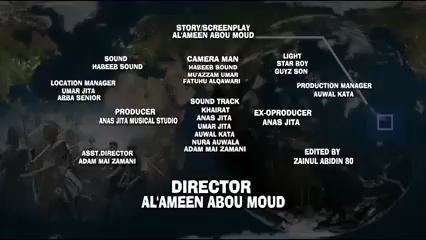 STORY/SCREENPLAY
AL'AMEEN ABOU MOUD
SOUND
HABEEB SOUND
CAMERA MAN
HABEEB SOUND
MU'AZZAM UMAR
FATUHU ALQAWARI
LIGHT
STAR BOY
GUYZ SON
LOCATION MANAGER
UMAR JITA
ABBA SENIOR
PRODUCTION MANAGER
AUWAL KATA
PRODUCER
ANAS JITA MUSICAL STUDIO
SOUND TRACK
KHAIRAT
ANAS JITA
UMAR JITA
AUWAL KATA
NURA AUWALA
ADAM MAI ZAMANI
EX-OPRODUCER
ANAS JITA
ASST.DIRECTOR
ADAM MAI ZAMANI
EDITED BY
ZAINUL ABIDIN 80
DIRECTOR
AL'AMEEN ABOU MOUD